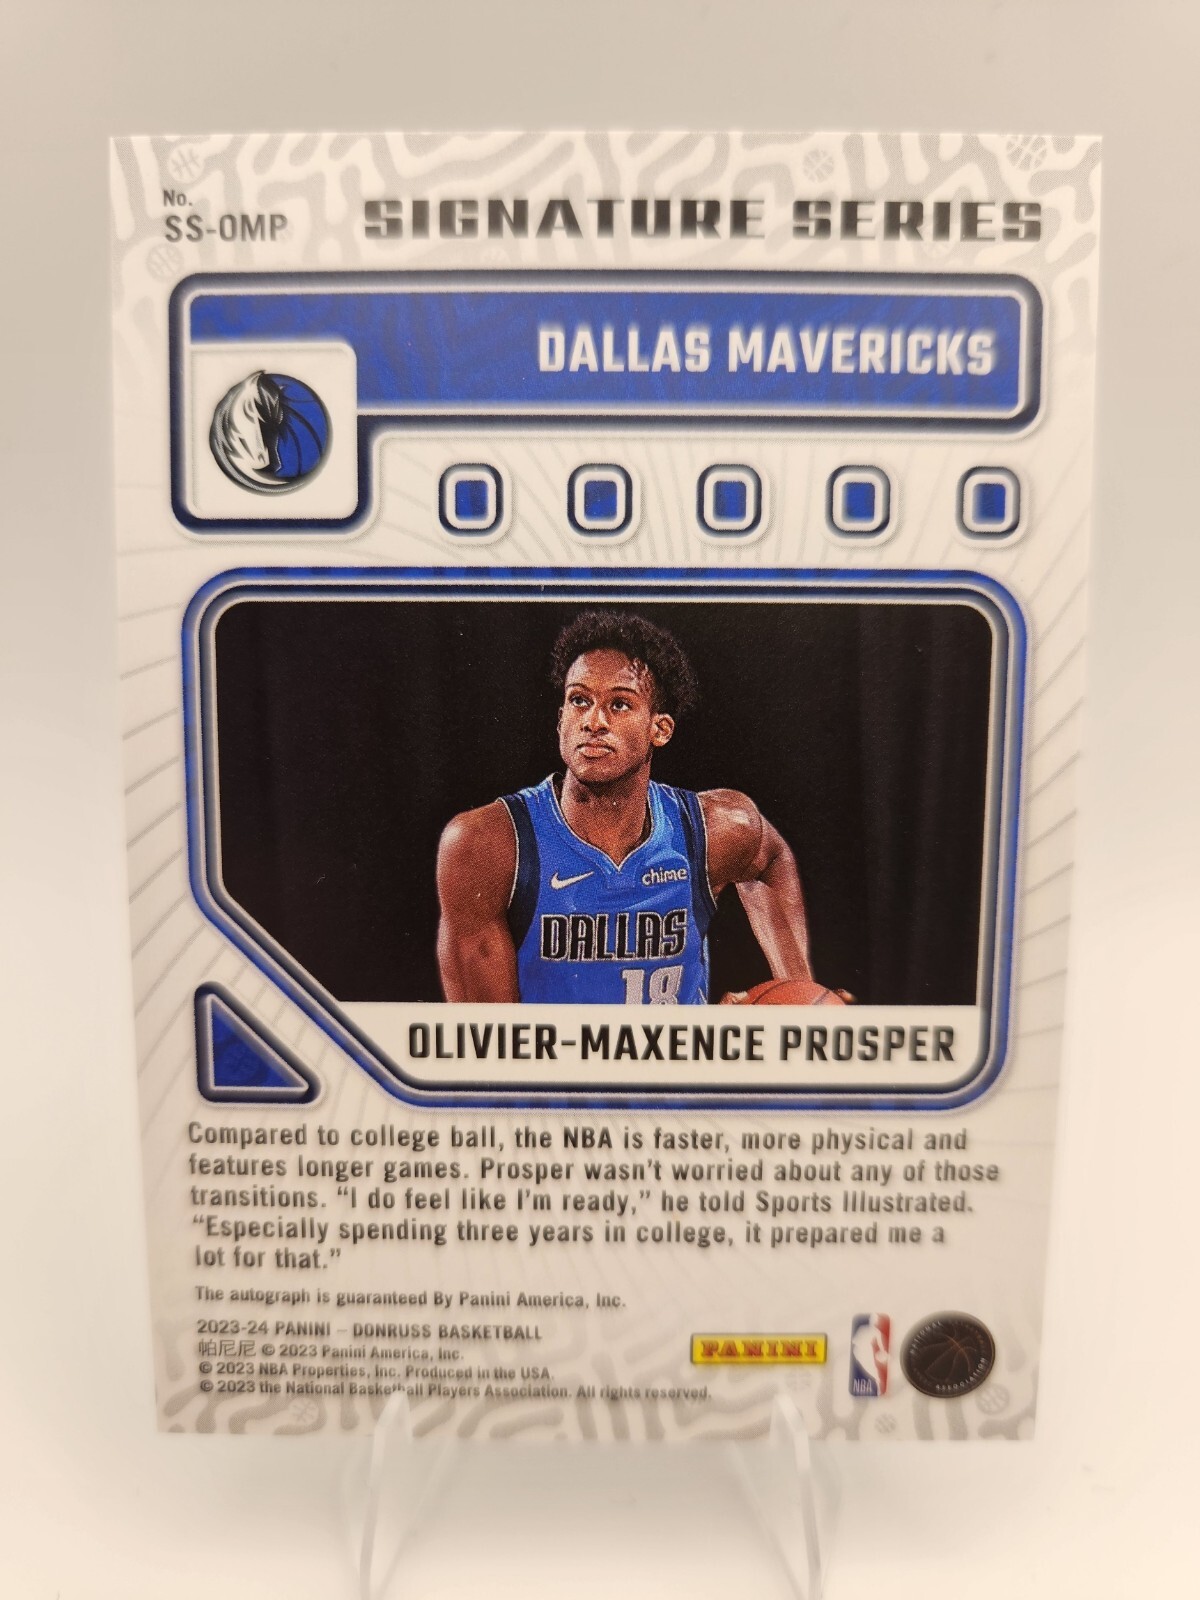 No.
SS-OMP
SIGNATURE SERIES
DALLAS MAVERICKS
chime
DALLAS
18
OLIVIER-MAXENCE PROSPER
Compared to college ball, the NBA is faster, more physical and
features longer games. Prosper wasn't worried about any of those
transitions. “I do feel like I'm ready,” he told Sports Illustrated.
“Especially spending three years in college, it prepared me a
lot for that.”
The autograph is guaranteed By Panini America, Inc.
2023-24 PANINI – DONRUSS BASKETBALL
帕尼尼 © 2023 Panini America, Inc.
© 2023 NBA Properties, Inc. Produced in the USA.
© 2023 the National Basketball Players Association. All rights reserved.
PANINI
NBA